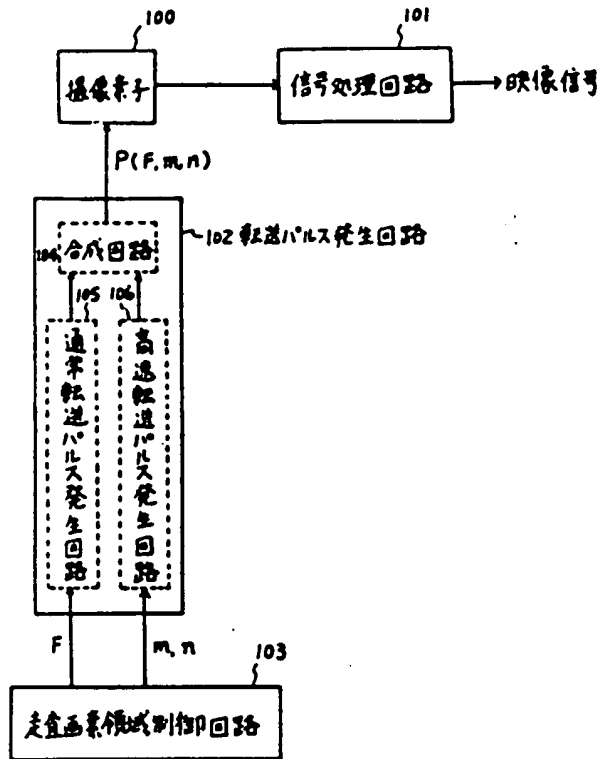 100
101
撮像素子
信号処理回路
映像信号
P(F,m,n)
102 転送パルス発生回路
104
合成回路
105
106
通常転送パルス発生回路
高速転送パルス発生回路
F
m,n
103
走査画素領域制御回路